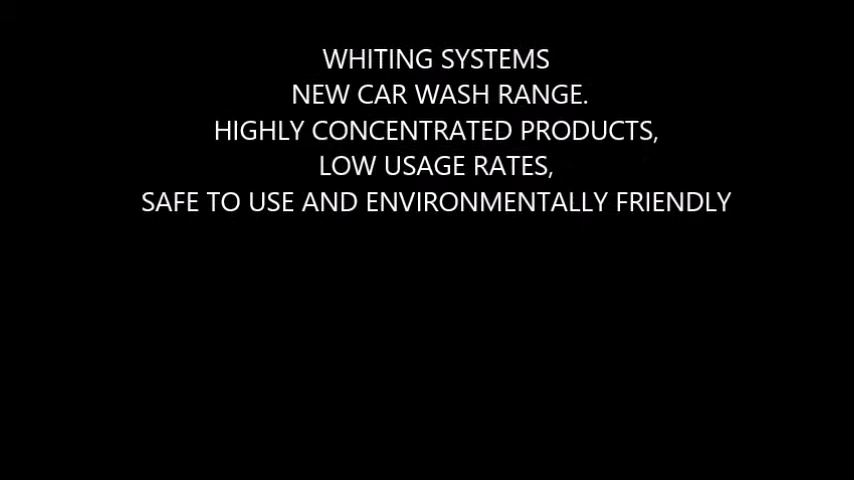 WHITING SYSTEMS
NEW CAR WASH RANGE.
HIGHLY CONCENTRATED PRODUCTS,
LOW USAGE RATES,
SAFE TO USE AND ENVIRONMENTALLY FRIENDLY